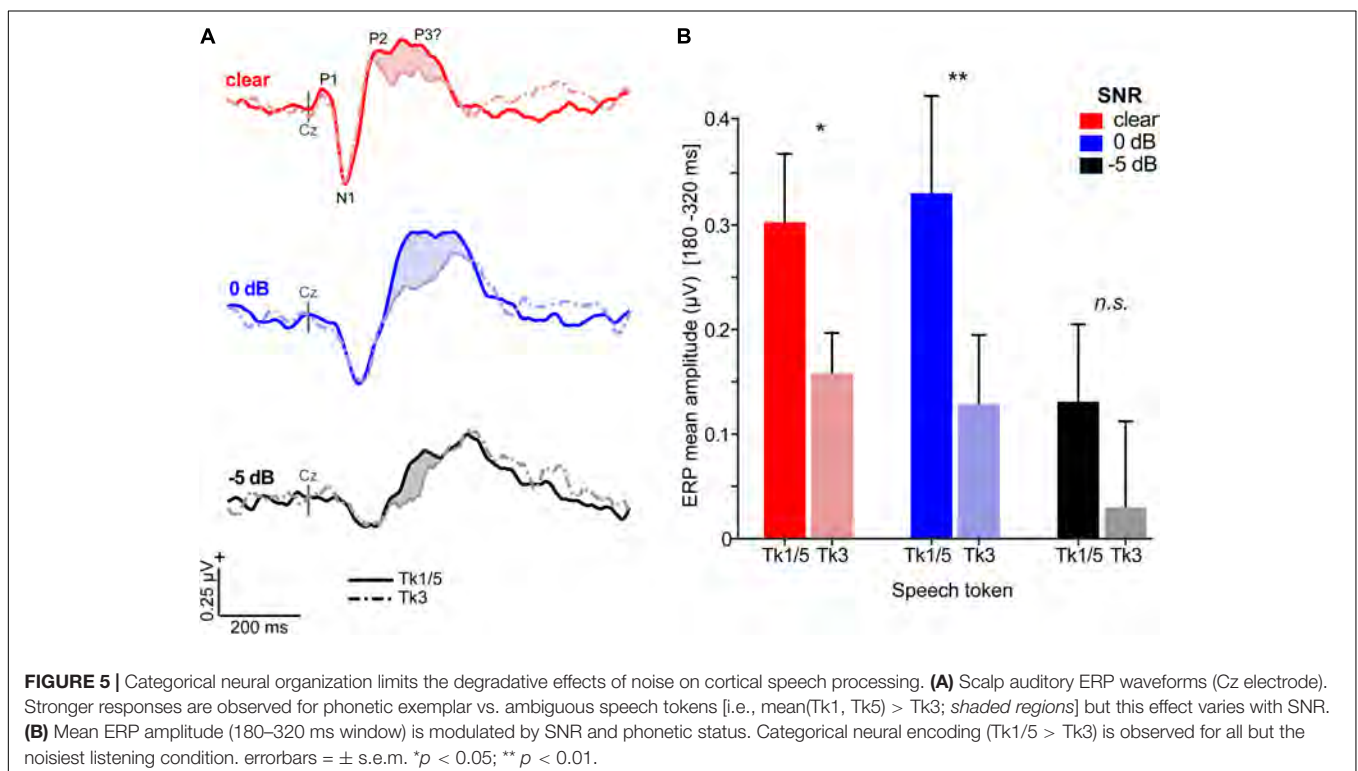 A
P2
P3?
clear
P1
Cz
N1
0 dB
Cz
-5 dB
Cz
+
0.25 µV
200 ms
Tk1/5
Tk3
B
ERP mean amplitude (µV) [180 -320 ms]
0.4
0.3
0.2
0.1
0
*
**
n.s.
SNR
clear
0 dB
-5 dB
Tk1/5 Tk3 Tk1/5 Tk3 Tk1/5 Tk3
Speech token
FIGURE 5 | Categorical neural organization limits the degradative effects of noise on cortical speech processing. (A) Scalp auditory ERP waveforms (Cz electrode).
Stronger responses are observed for phonetic exemplar vs. ambiguous speech tokens [i.e., mean(Tk1, Tk5) > Tk3; shaded regions] but this effect varies with SNR.
(B) Mean ERP amplitude (180–320 ms window) is modulated by SNR and phonetic status. Categorical neural encoding (Tk1/5 > Tk3) is observed for all but the
noisiest listening condition. errorbars = ± s.e.m. *p < 0.05; ** p < 0.01.